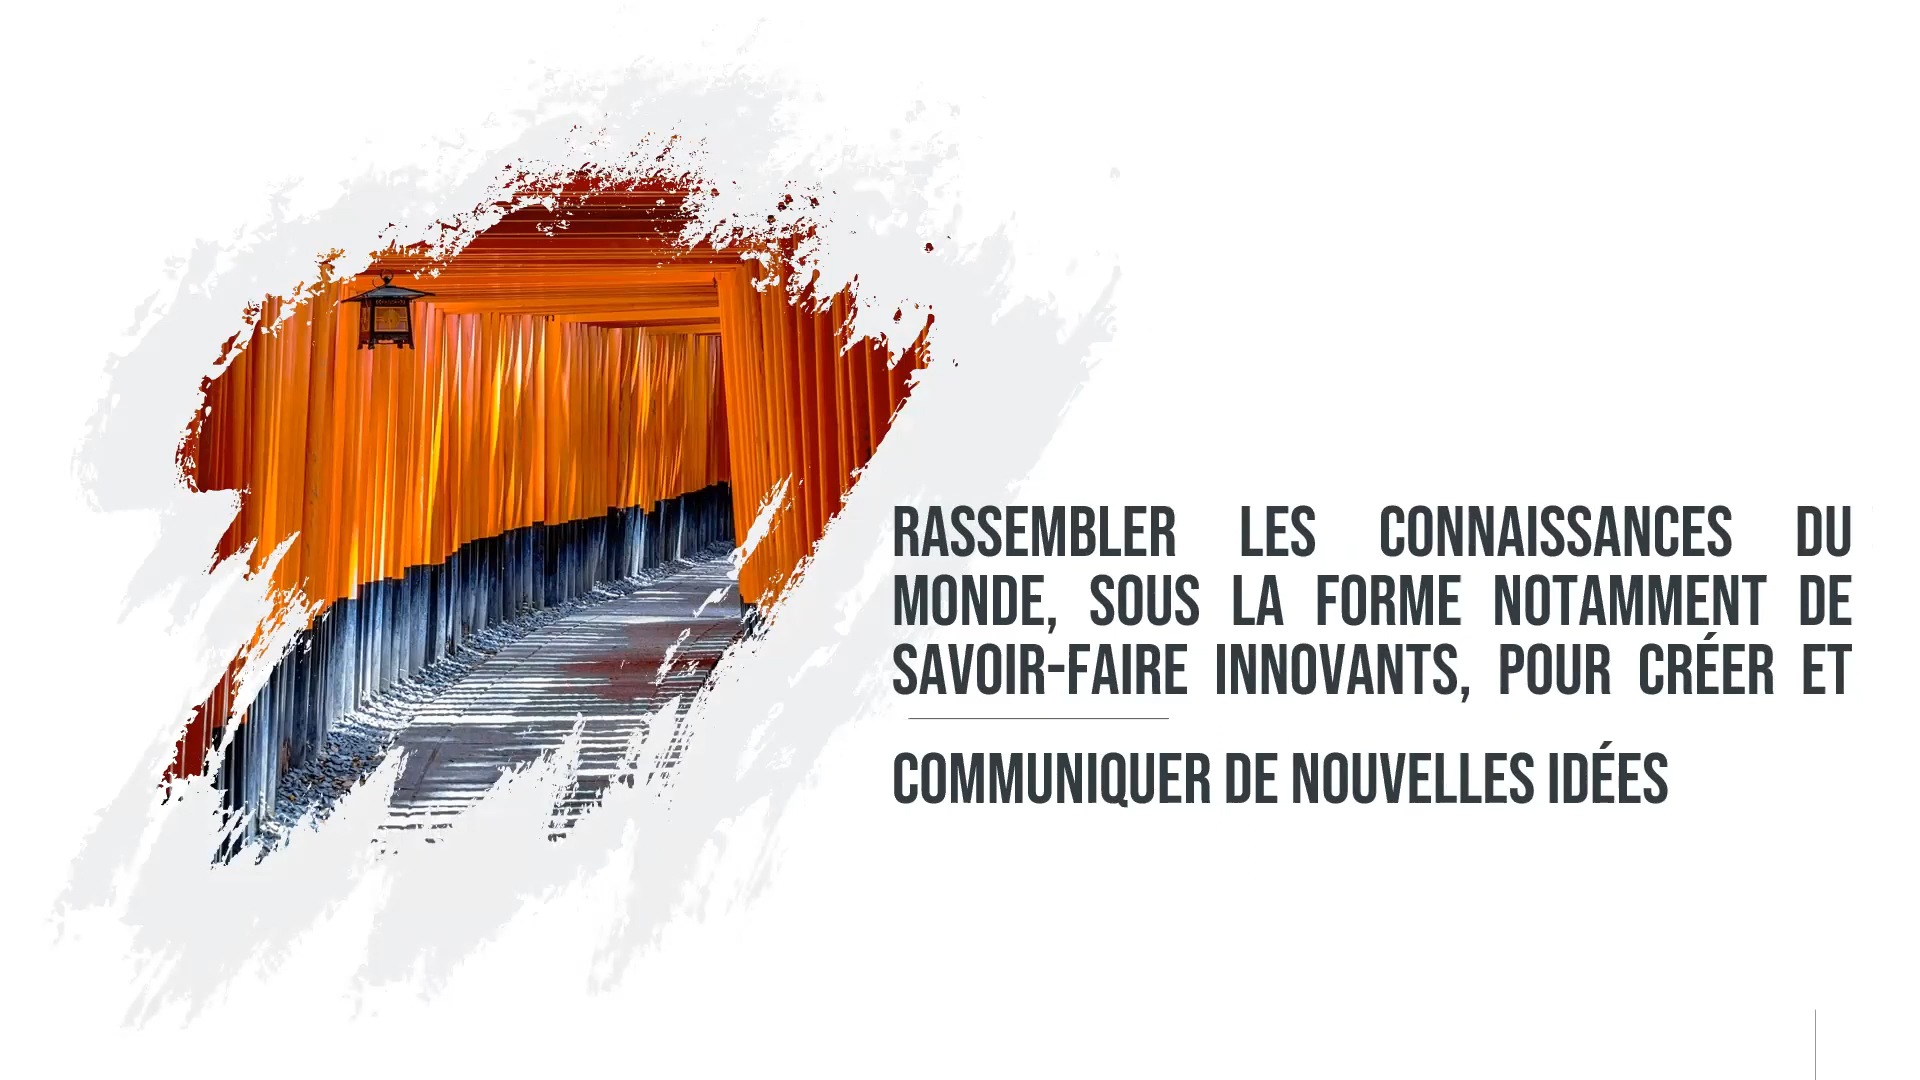 RASSEMBLER LES CONNAISSANCES DU
MONDE, SOUS LA FORME NOTAMMENT DE
SAVOIR-FAIRE INNOVANTS, POUR CRÉER ET
COMMUNIQUER DE NOUVELLES IDÉES